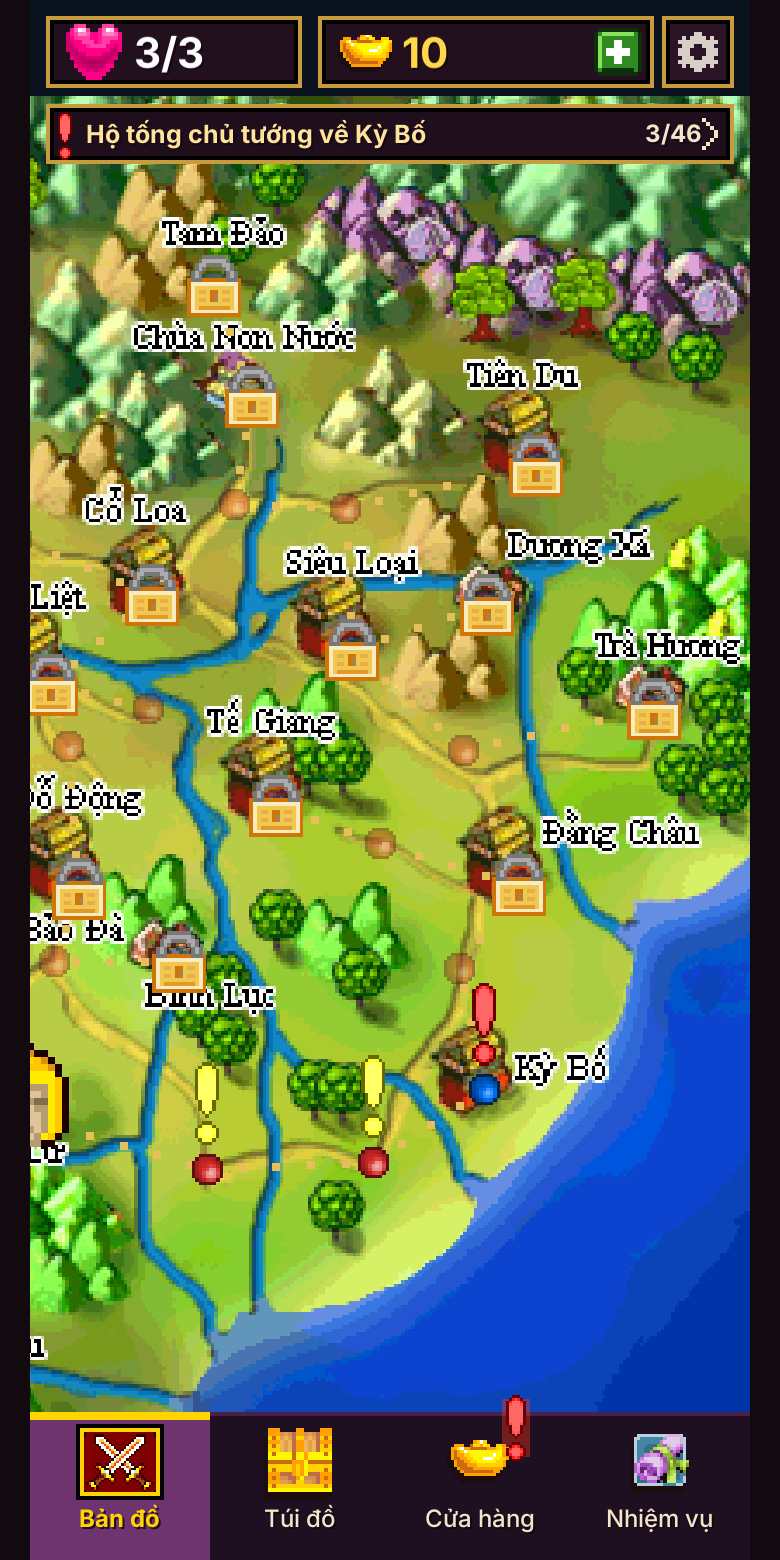 3/3
10
Hộ tống chủ tướng về Kỳ Bố
3/46
Tam Đảo
Chùa Non Nước
Tiên Du
Cổ Loa
Siêu Loại
Dương Xá
Liệt
Trà Hương
Tế Giang
Đỗ Động
Đằng Châu
Bảo Đà
Bình Lục
Kỳ Bố
Lư
Bản đồ
Túi đồ
Cửa hàng
Nhiệm vụ